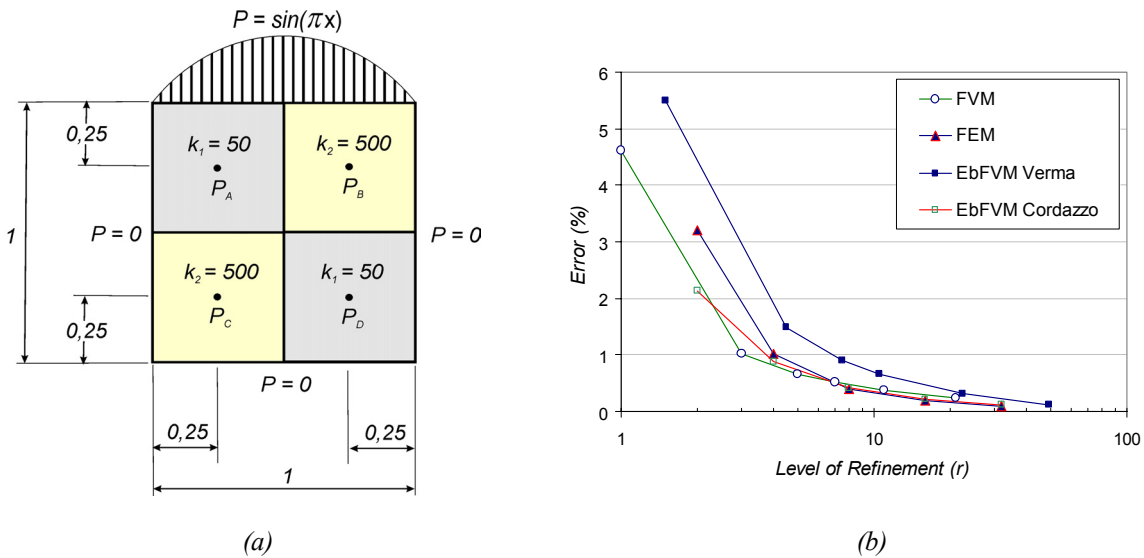 P = sin(πx)
0,25
k₁ = 50
k₂ = 500
P_A
P_B
1
P = 0
P = 0
k₂ = 500
k₁ = 50
0,25
P_C
P_D
P = 0
0,25
0,25
1
(a)
6
5
4
3
2
1
0
Error (%)
FVM
FEM
EbFVM Verma
EbFVM Cordazzo
1
10
100
Level of Refinement (r)
(b)